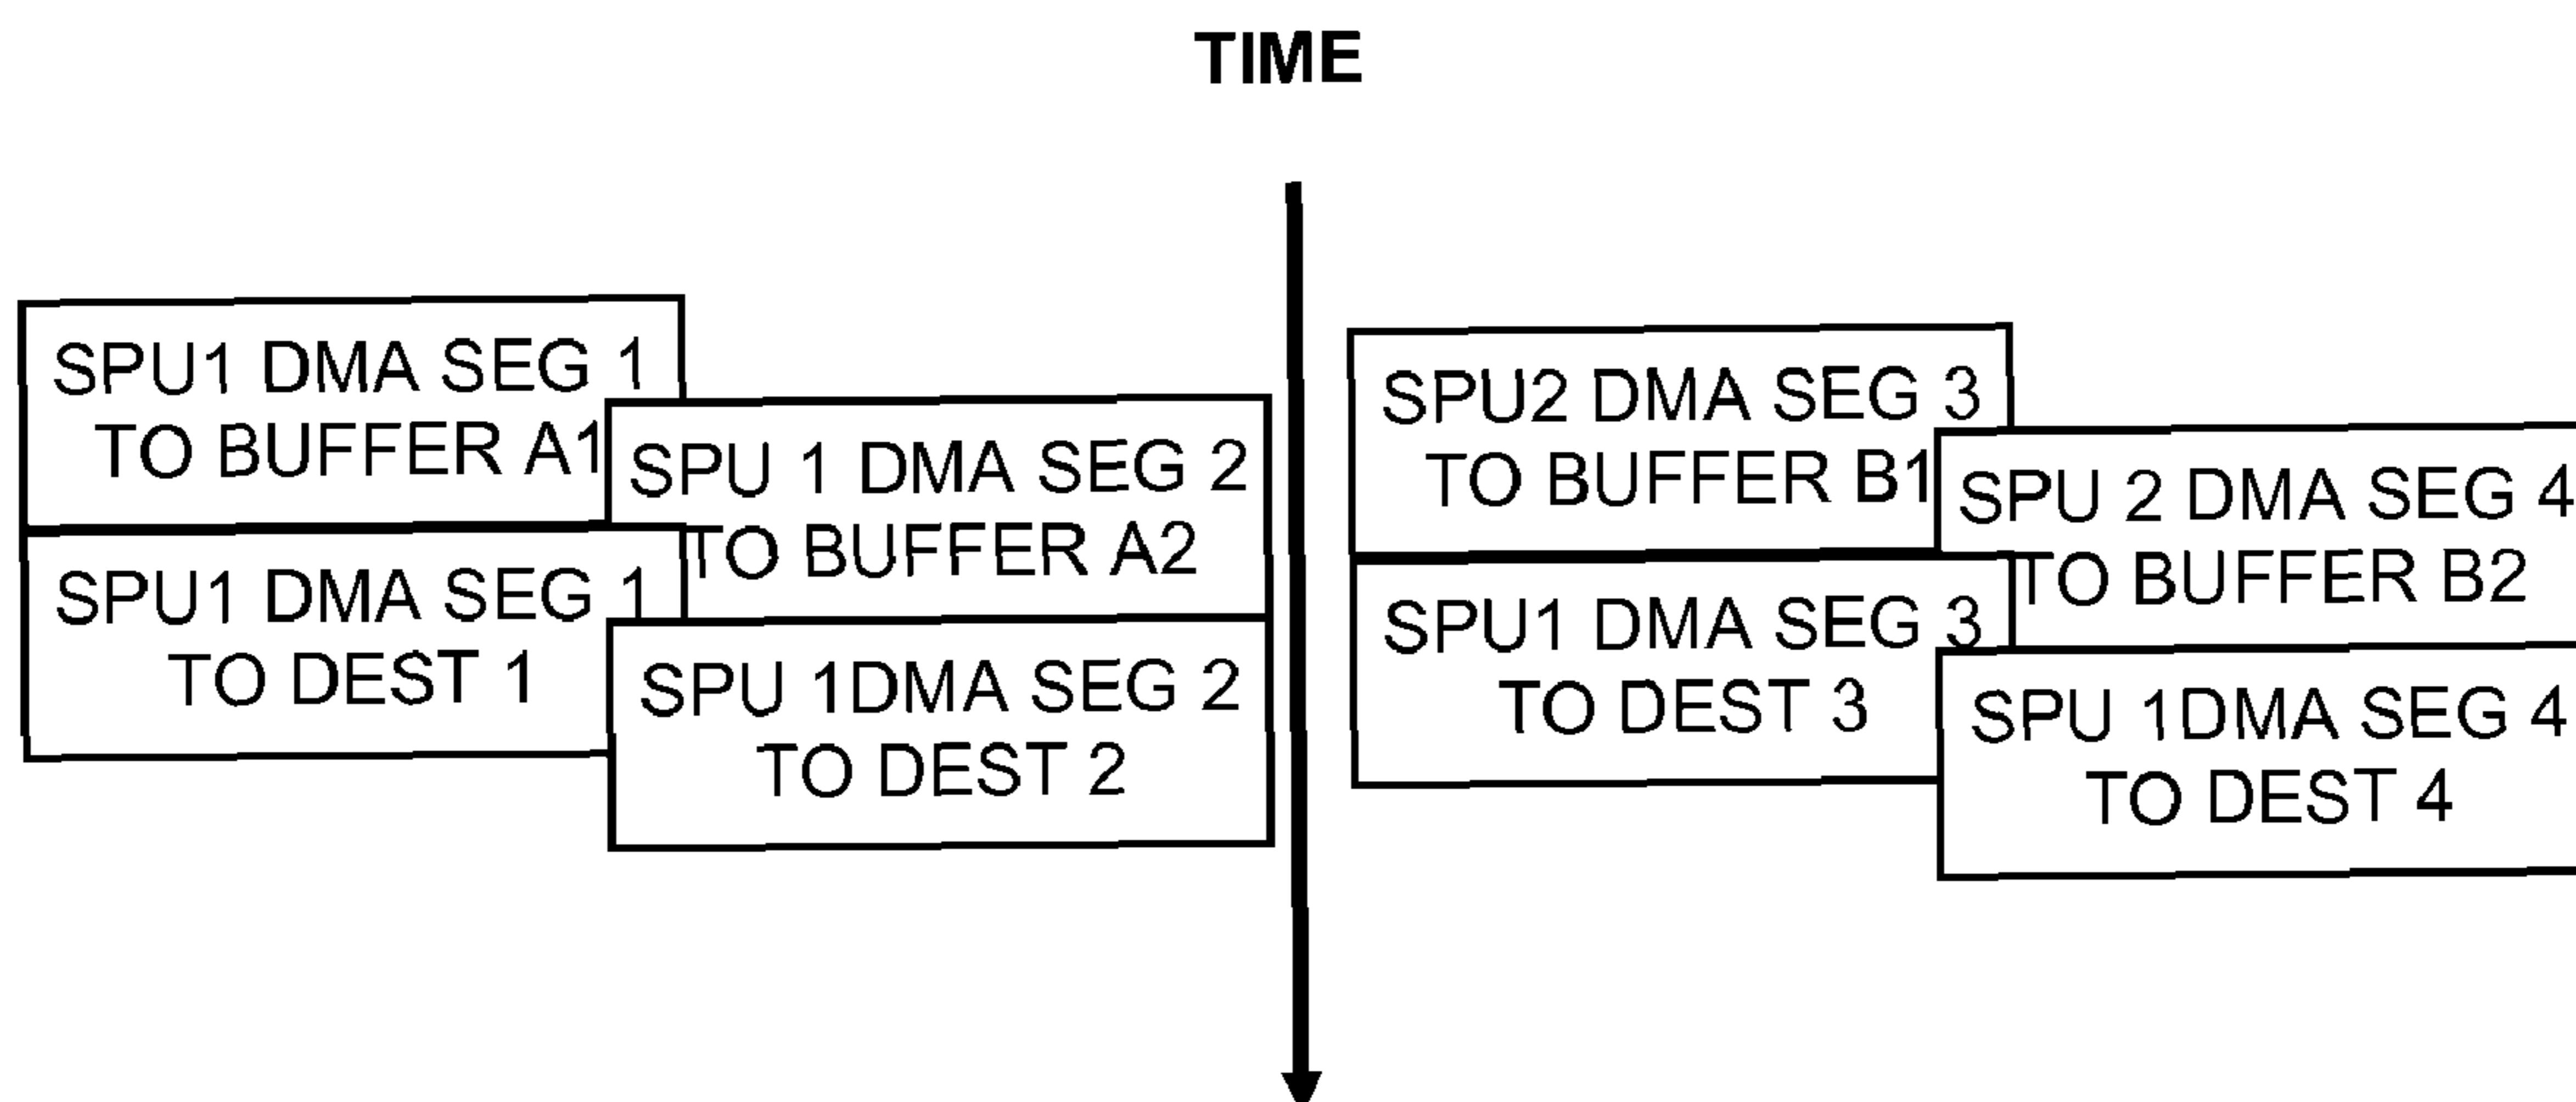 TIME
SPU1 DMA SEG 1
TO BUFFER A1
SPU 1 DMA SEG 2
TO BUFFER A2
SPU1 DMA SEG 1
TO DEST 1
SPU 1DMA SEG 2
TO DEST 2
SPU2 DMA SEG 3
TO BUFFER B1
SPU 2 DMA SEG 4
TO BUFFER B2
SPU1 DMA SEG 3
TO DEST 3
SPU 1DMA SEG 4
TO DEST 4